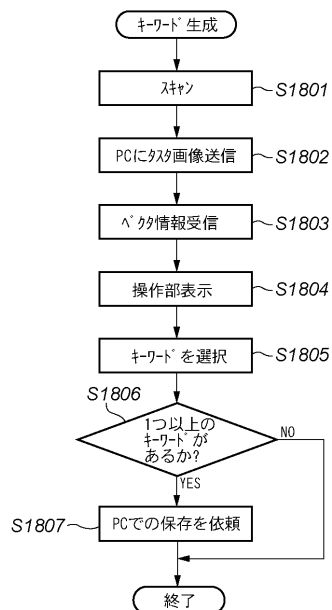 キーワード生成
スキャン
S1801
PCにタスタ画像送信
S1802
ベクタ情報受信
S1803
操作部表示
S1804
キーワードを選択
S1805
S1806
1つ以上の
キーワードが
あるか?
NO
YES
PCでの保存を依頼
S1807
終了